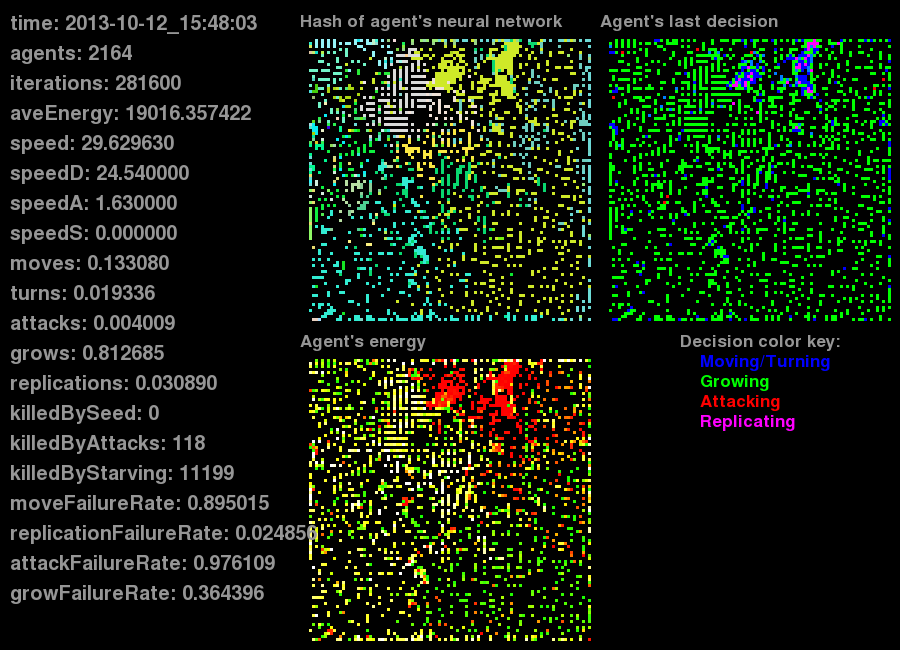 time: 2013-10-12_15:48:03
agents: 2164
iterations: 281600
aveEnergy: 19016.357422
speed: 29.629630
speedD: 24.540000
speedA: 1.630000
speedS: 0.000000
moves: 0.133080
turns: 0.019336
attacks: 0.004009
grows: 0.812685
replications: 0.030890
killedBySeed: 0
killedByAttacks: 118
killedByStarving: 11199
moveFailureRate: 0.895015
replicationFailureRate: 0.024856
attackFailureRate: 0.976109
growFailureRate: 0.364396
Hash of agent's neural network
Agent's last decision
Agent's energy
Decision color key:
Moving/Turning
Growing
Attacking
Replicating